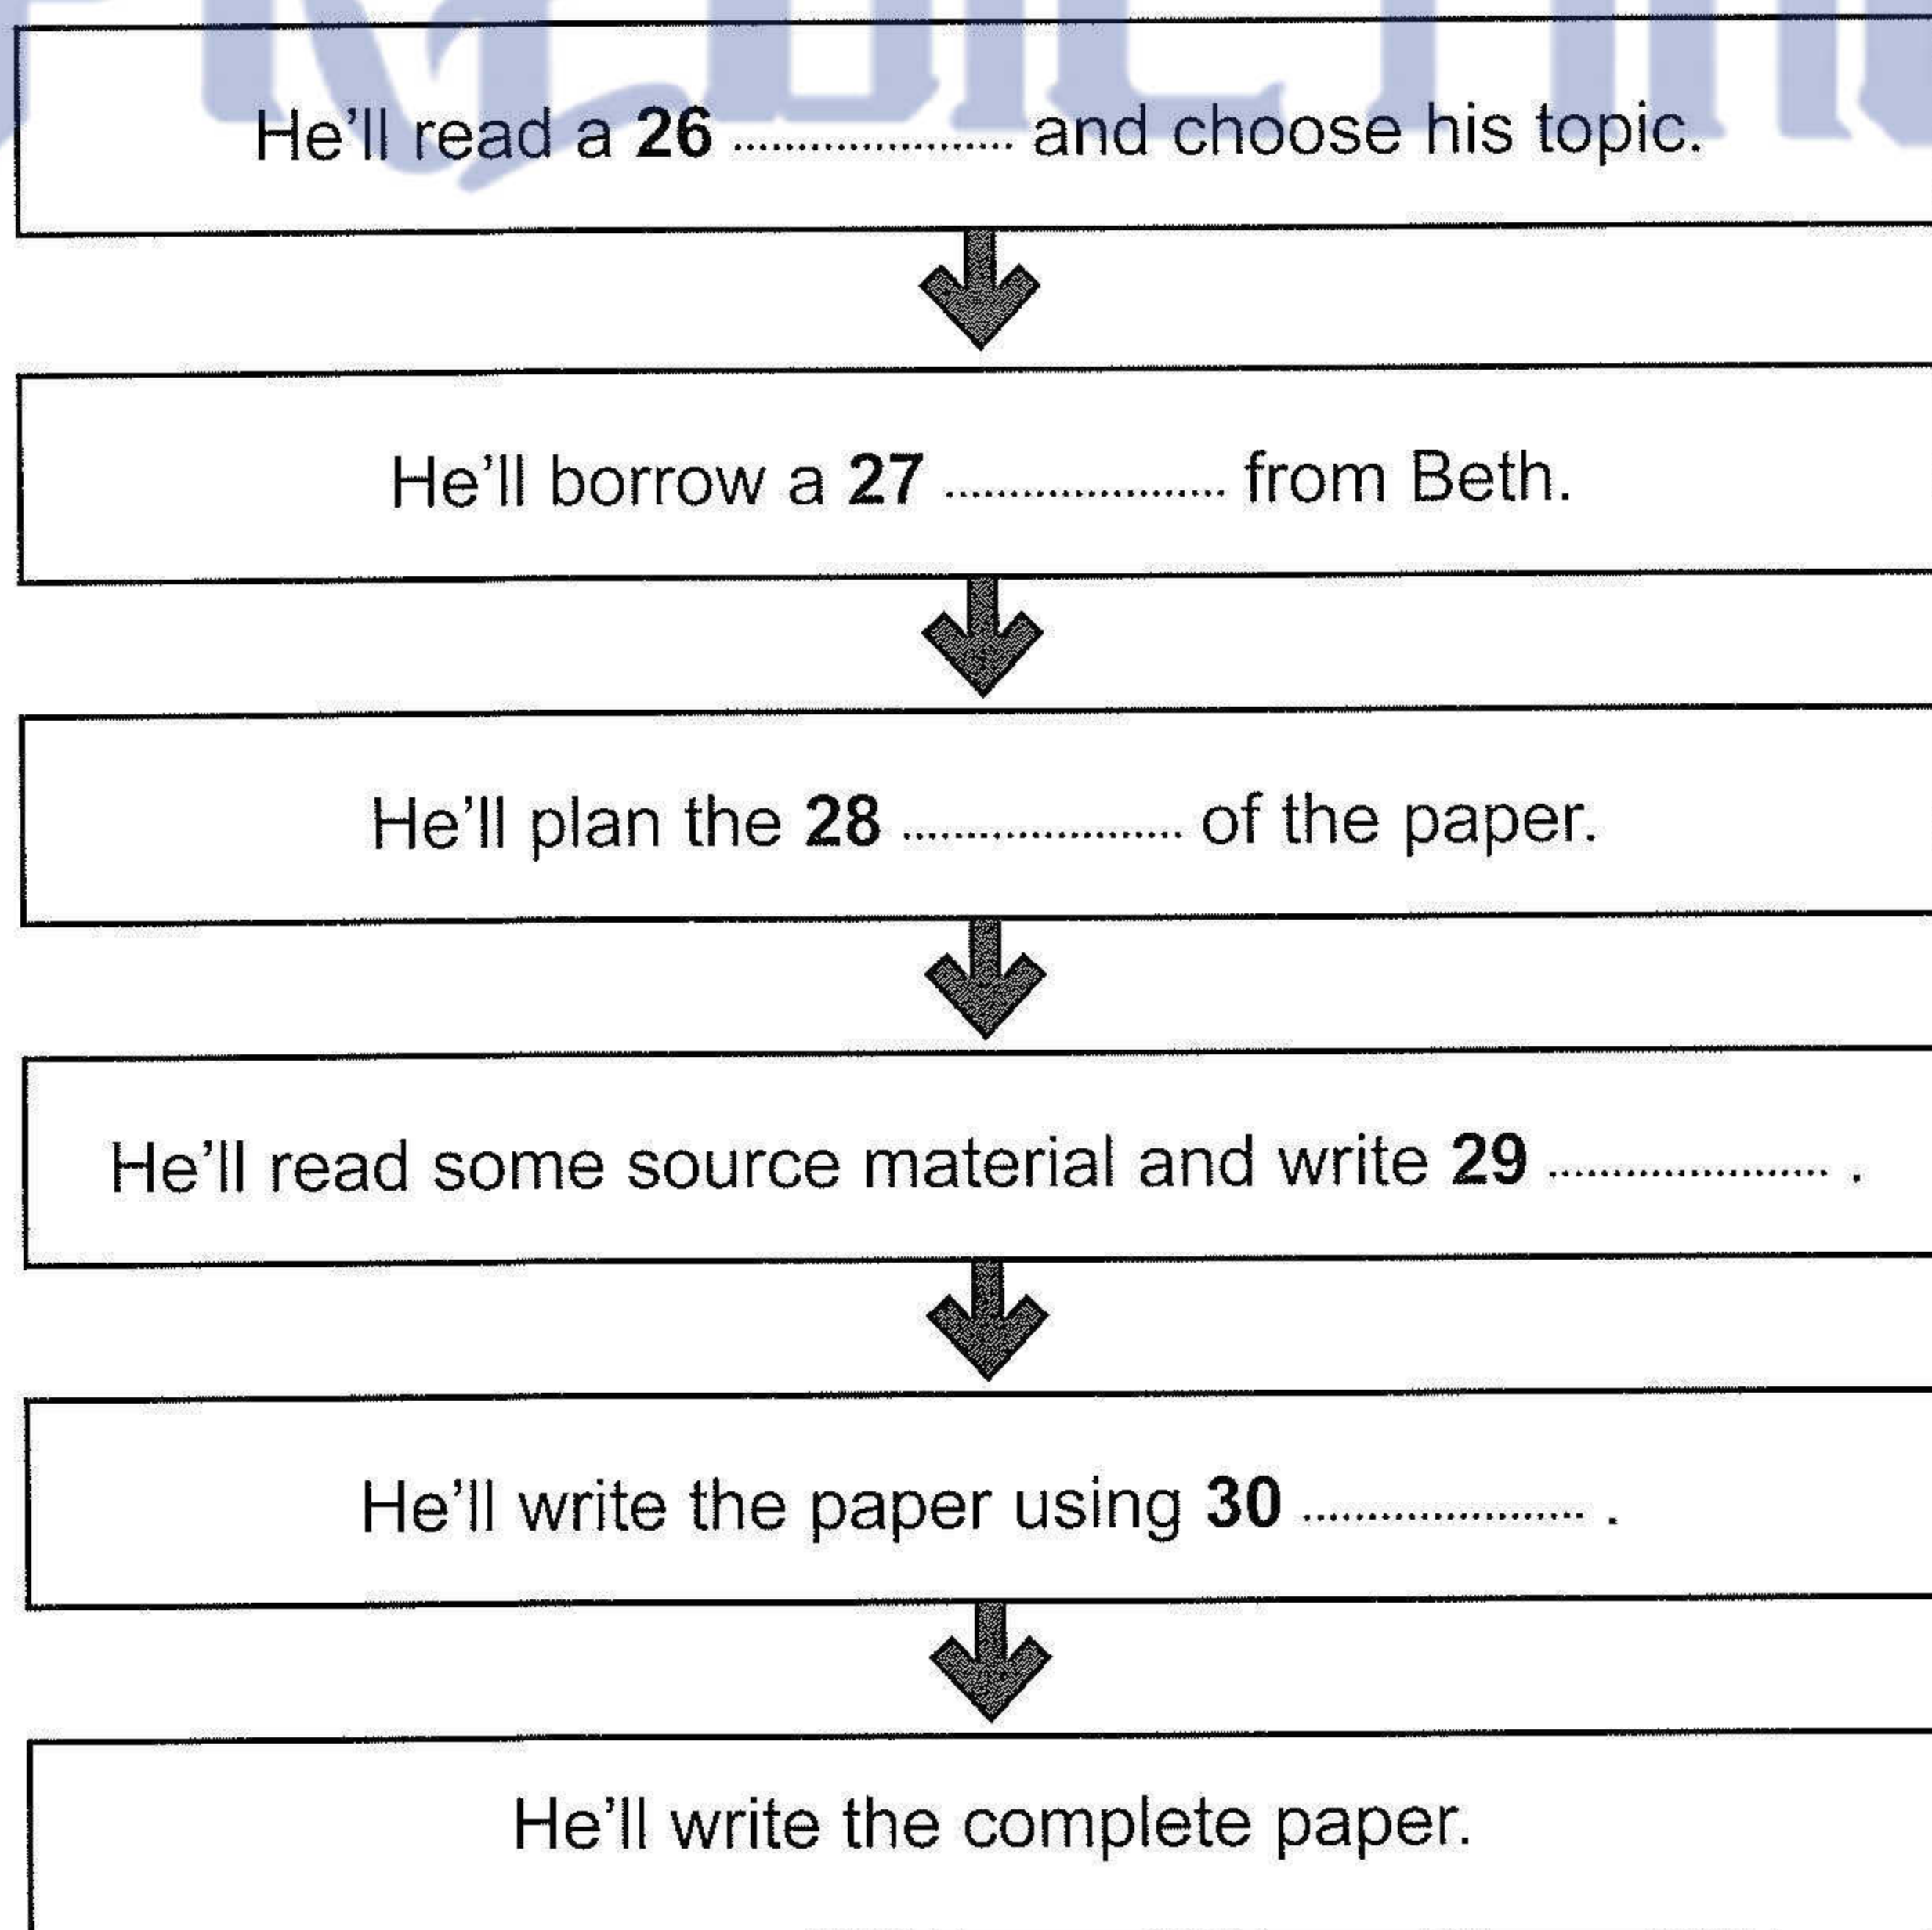 He'll read a 26 ..................... and choose his topic.
He'll borrow a 27 ..................... from Beth.
He'll plan the 28 ..................... of the paper.
He'll read some source material and write 29 ..................... .
He'll write the paper using 30 ..................... .
He'll write the complete paper.